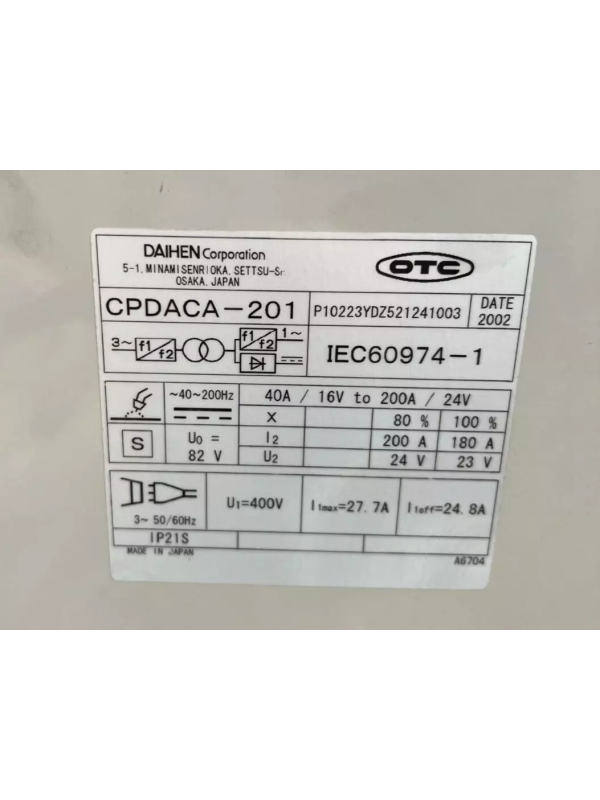 DAIHEN Corporation
5-1, MINAMISENRIOKA, SETTSU-Sr
OSAKA, JAPAN
OTC
CPDACA-201
P10223YDZ521241003
DATE
2002
3~
f1
f2
f1
f2
1~
IEC60974-1
~40~200Hz
40A / 16V to 200A / 24V
X
80 %
100 %
S
U0 =
82 V
I2
200 A
180 A
U2
24 V
23 V
3~ 50/60Hz
U1=400V
I1max=27.7A
I1eff=24.8A
IP21S
MADE IN JAPAN
A6704